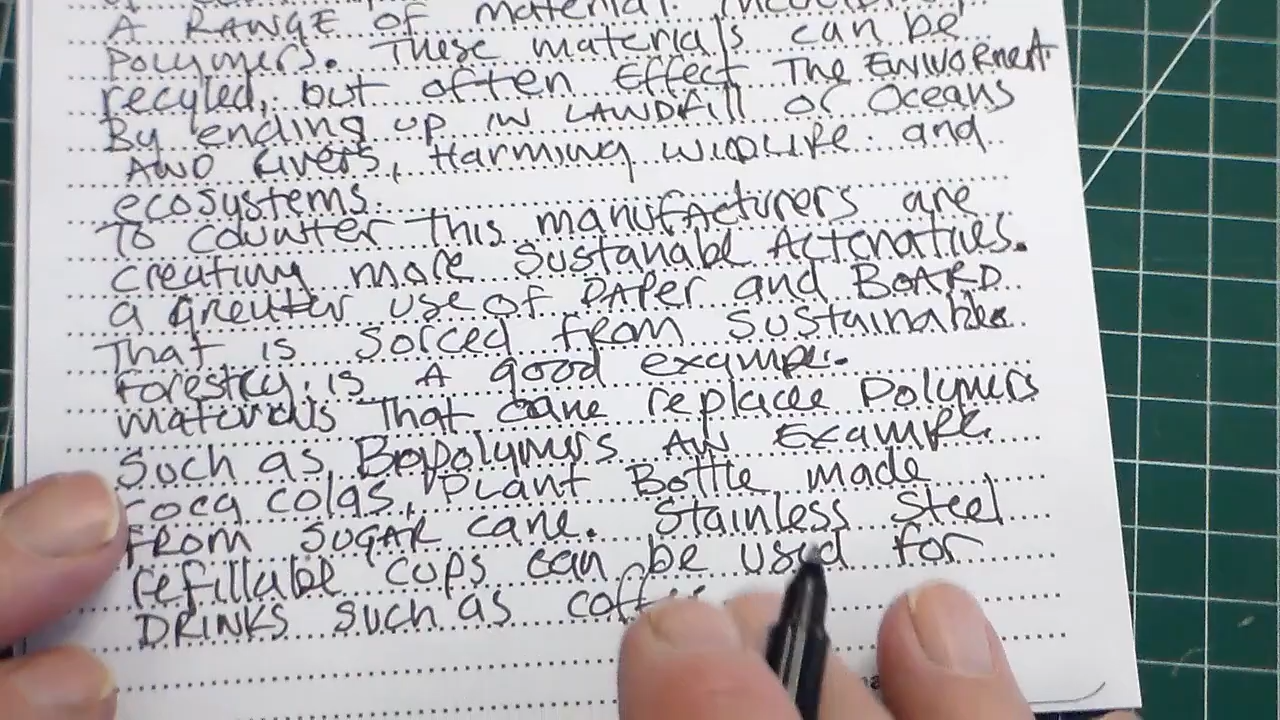 A RANGE OF material.
Polymers. These materials can be
recyled, but often Effect The ENVIORNENT
By ending up IN LANDfill or Oceans
AND Rivers, Harming WILDLIFE. and
ecosystems.
To counter This manufacturers are
creating more Sustanable Alternatives.
a greater use of PAPer and BOARD
That is sorced from Sustainable
forestry. is A good example.
materials That cane replace Polymers
Such as Biopolymers AN Example
coca colas, Plant Bottle made
FROM SUGAR cane. Stainless Steel
refillable cups can be used for
DRINKS such as coffee